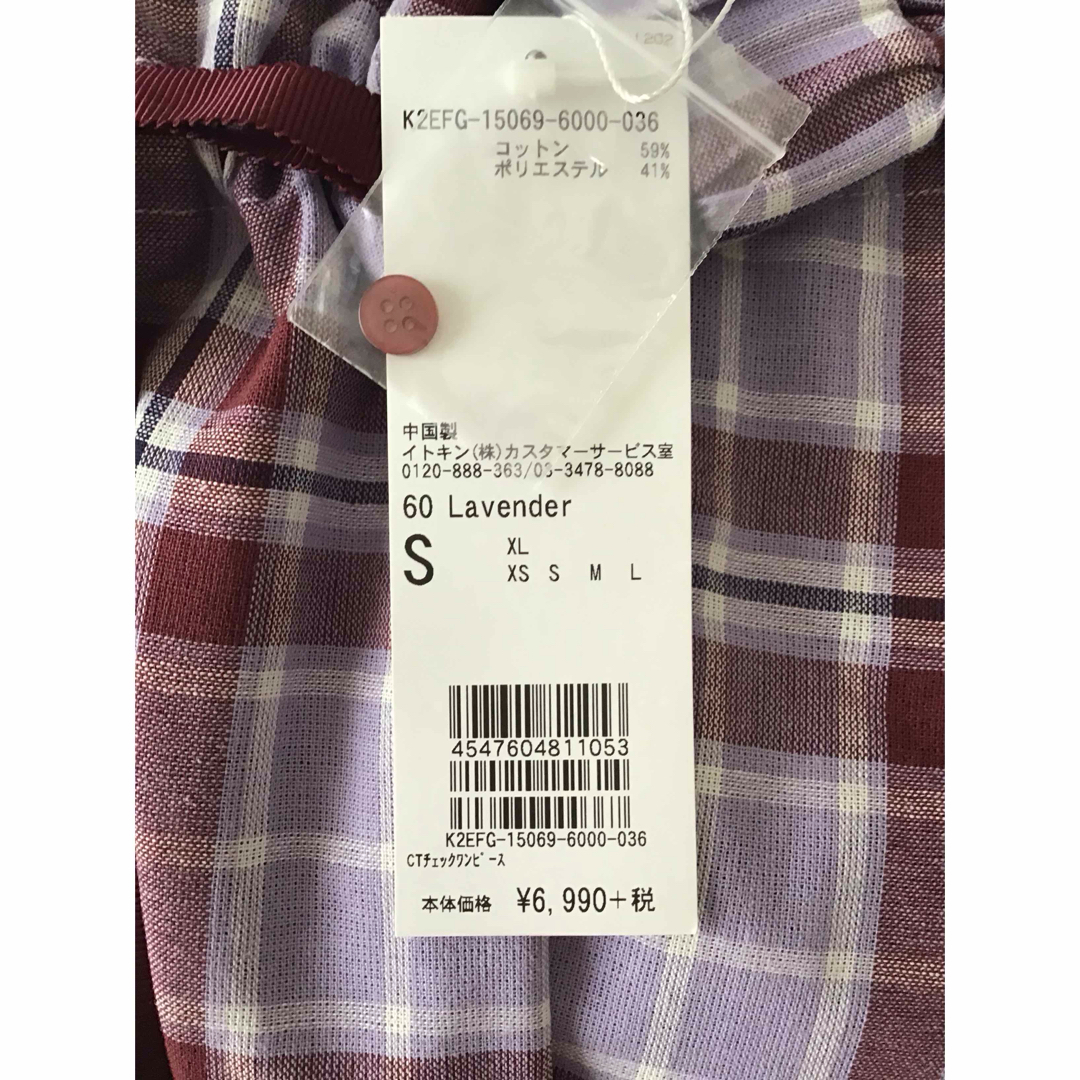 1202
K2EFG-15069-6000-036
コットン 59%
ポリエステル 41%
中国製
イトキン(株)カスタマーサービス室
0120-888-363/03-3478-8088
60 Lavender
S XL
XS S M L
4547604811053
K2EFG-15069-6000-036
CTﾁｪｯｸﾜﾝﾋﾟｰｽ
本体価格 ¥6,990+税